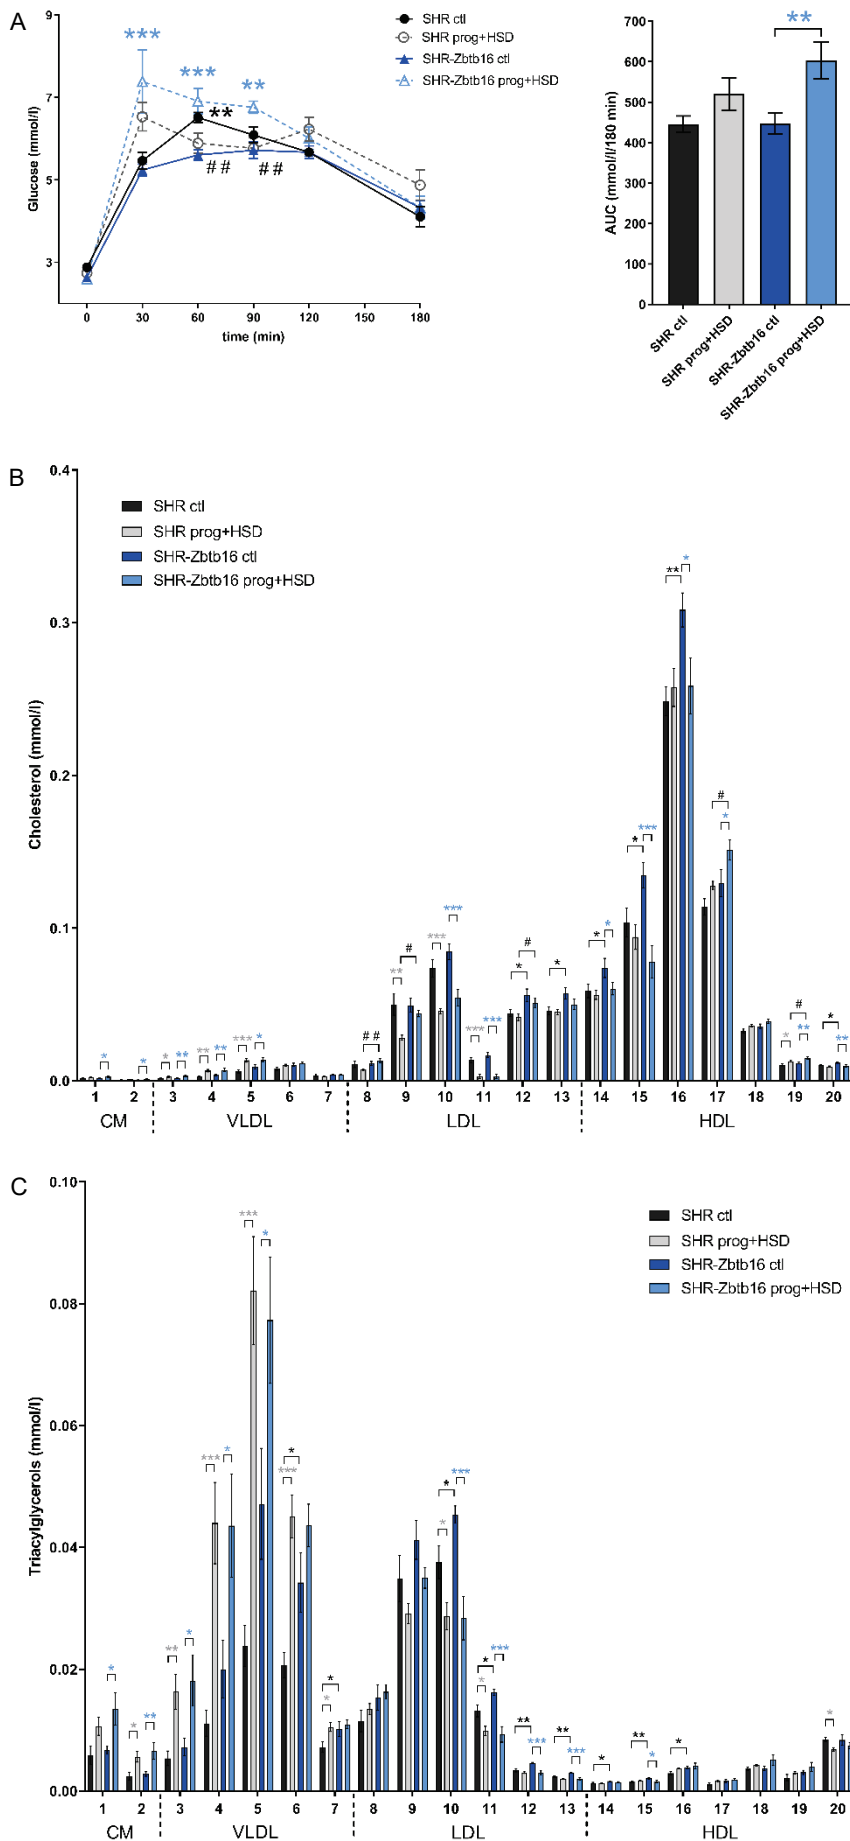 A
Glucose (mmol/l)
9
7
5
3
0
30
60
90
120
150
180
time (min)
***
***
**
**
##
##
SHR ctl
SHR prog+HSD
SHR-Zbtb16 ctl
SHR-Zbtb16 prog+HSD
AUC (mmol/l/180 min)
700
600
500
400
300
200
100
0
**
SHR ctl
SHR prog+HSD
SHR-Zbtb16 ctl
SHR-Zbtb16 prog+HSD
B
Cholesterol (mmol/l)
0.4
0.3
0.2
0.1
0.0
SHR ctl
SHR prog+HSD
SHR-Zbtb16 ctl
SHR-Zbtb16 prog+HSD
* * * ** ** ** *** *
## ** # *** *** *** *** * # *
* * * *** ** * # * * # ** * **
1 2 3 4 5 6 7 8 9 10 11 12 13 14 15 16 17 18 19 20
CM VLDL LDL HDL
C
Triacylglycerols (mmol/l)
0.10
0.08
0.06
0.04
0.02
0.00
SHR ctl
SHR prog+HSD
SHR-Zbtb16 ctl
SHR-Zbtb16 prog+HSD
* * ** ** * *** * *** * *** * * *
* * *** * * *** ** *** ** ***
* ** * * *
1 2 3 4 5 6 7 8 9 10 11 12 13 14 15 16 17 18 19 20
CM VLDL LDL HDL